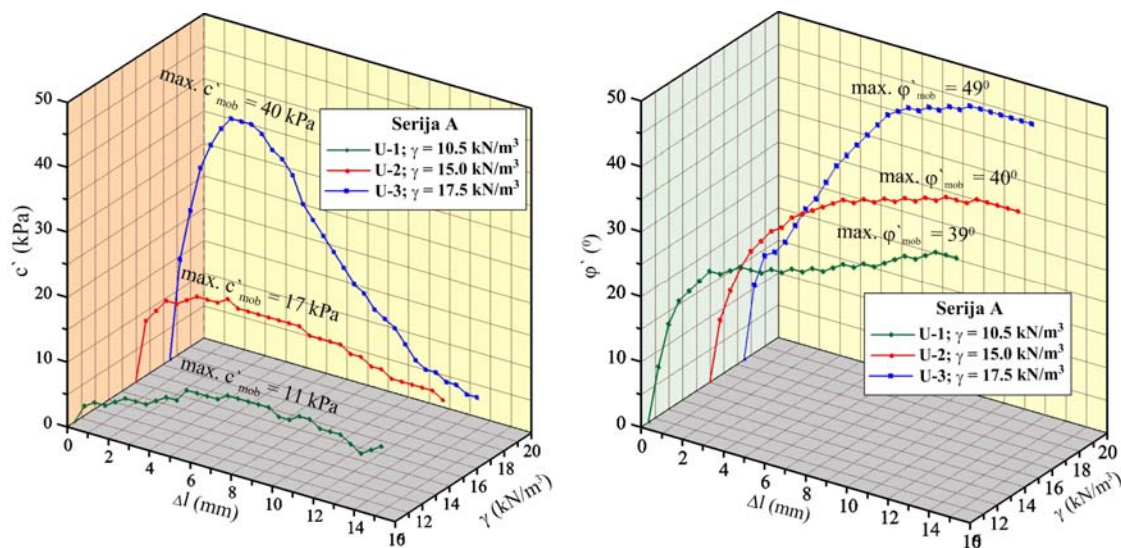 50
40
30
20
10
0
c` (kPa)
max. c`mob = 40 kPa
max. c`mob = 17 kPa
max. c`mob = 11 kPa
Serija A
U-1; γ = 10.5 kN/m³
U-2; γ = 15.0 kN/m³
U-3; γ = 17.5 kN/m³
0
2
4
6
8
10
12
14
Δl (mm)
12
14
16
18
20
γ (kN/m³)
50
40
30
20
10
0
φ` (⁰)
max. φ`mob = 49⁰
max. φ`mob = 40⁰
max. φ`mob = 39⁰
Serija A
U-1; γ = 10.5 kN/m³
U-2; γ = 15.0 kN/m³
U-3; γ = 17.5 kN/m³
0
2
4
6
8
10
12
14
Δl (mm)
12
14
16
18
20
γ (kN/m³)